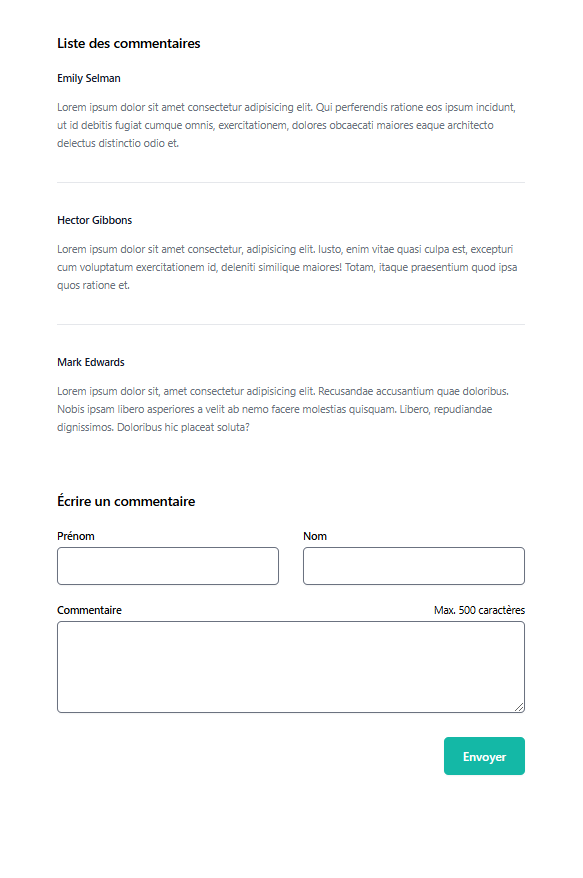 Liste des commentaires
Emily Selman
Lorem ipsum dolor sit amet consectetur adipisicing elit. Qui perferendis ratione eos ipsum incidunt,
ut id debitis fugiat cumque omnis, exercitationem, dolores obcaecati maiores eaque architecto
delectus distinctio odio et.
Hector Gibbons
Lorem ipsum dolor sit amet consectetur, adipisicing elit. Iusto, enim vitae quasi culpa est, excepturi
cum voluptatum exercitationem id, deleniti similique maiores! Totam, itaque praesentium quod ipsa
quos ratione et.
Mark Edwards
Lorem ipsum dolor sit, amet consectetur adipisicing elit. Recusandae accusantium quae doloribus.
Nobis ipsam libero asperiores a velit ab nemo facere molestias quisquam. Libero, repudiandae
dignissimos. Doloribus hic placeat soluta?
Écrire un commentaire
Prénom
Nom
Commentaire
Max. 500 caractères
Envoyer